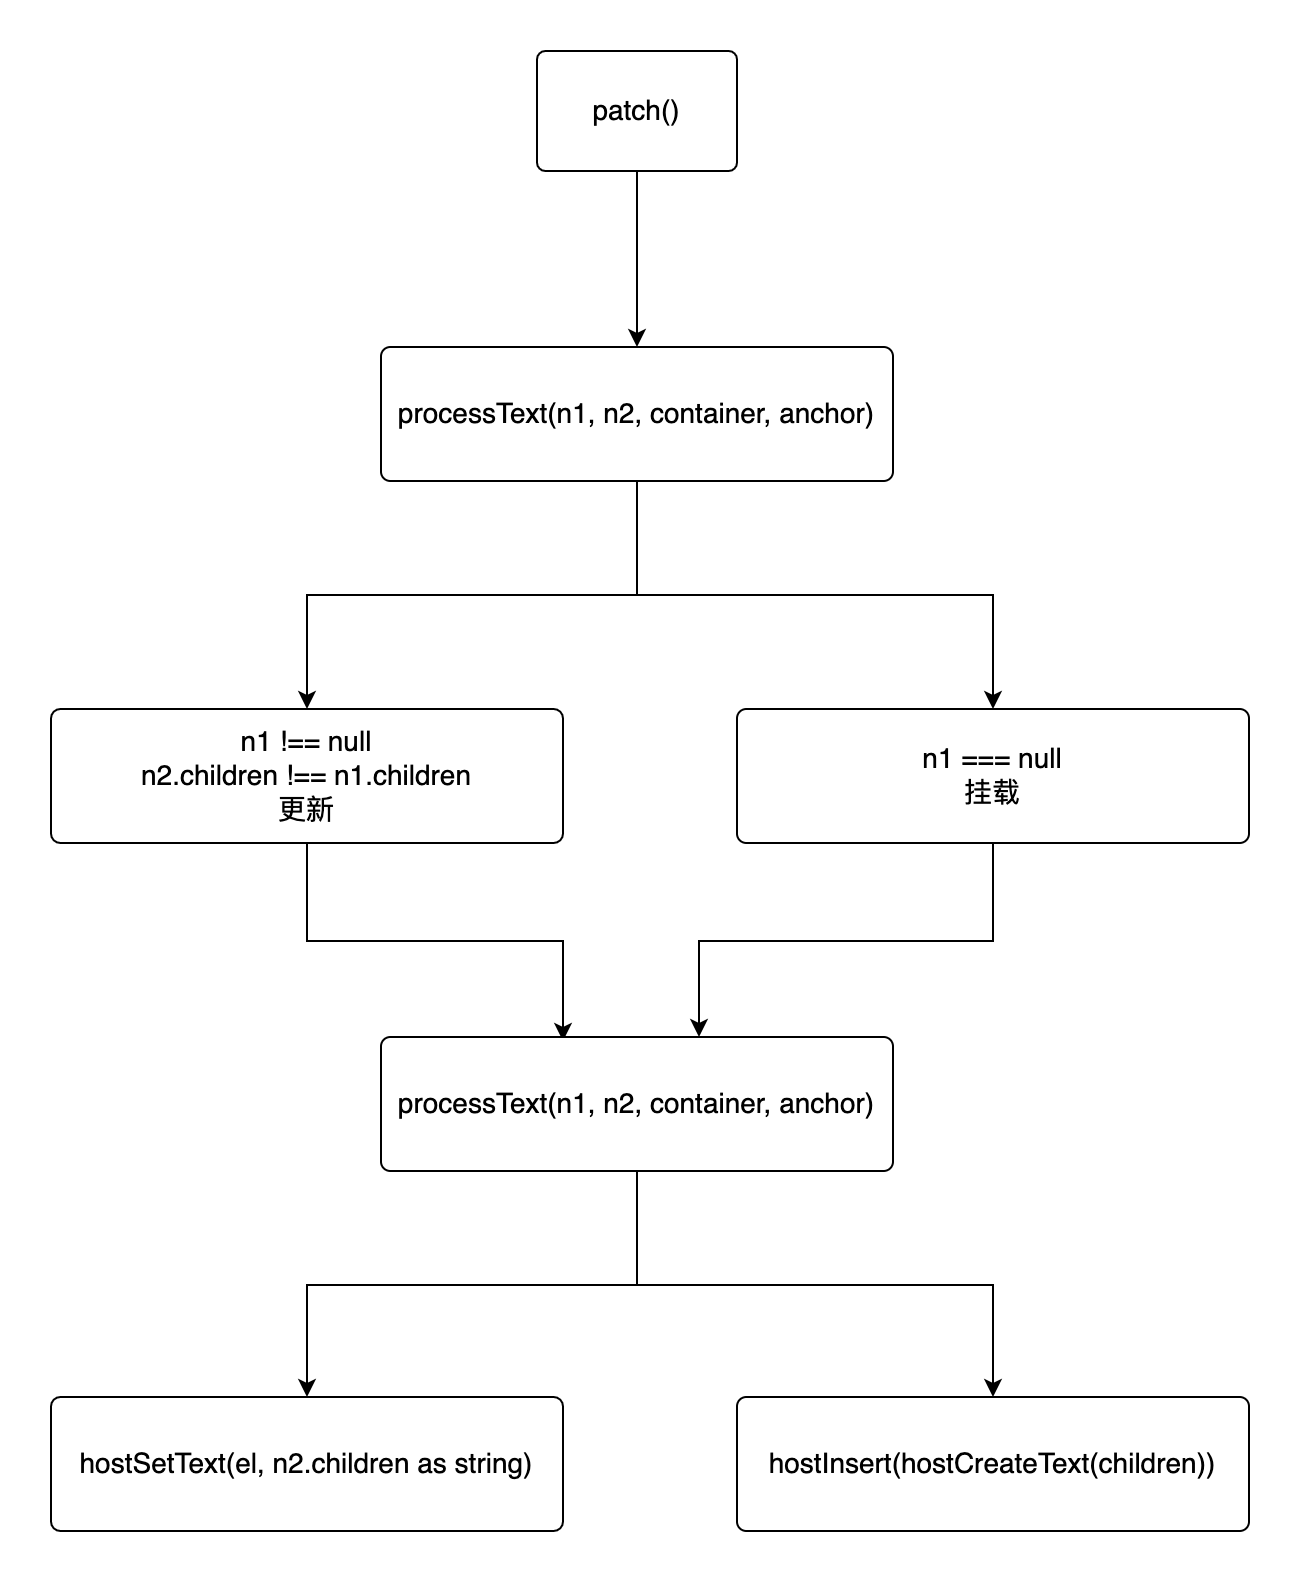 patch()
processText(n1, n2, container, anchor)
n1 !== null
n2.children !== n1.children
更新
n1 === null
挂载
processText(n1, n2, container, anchor)
hostSetText(el, n2.children as string)
hostInsert(hostCreateText(children))